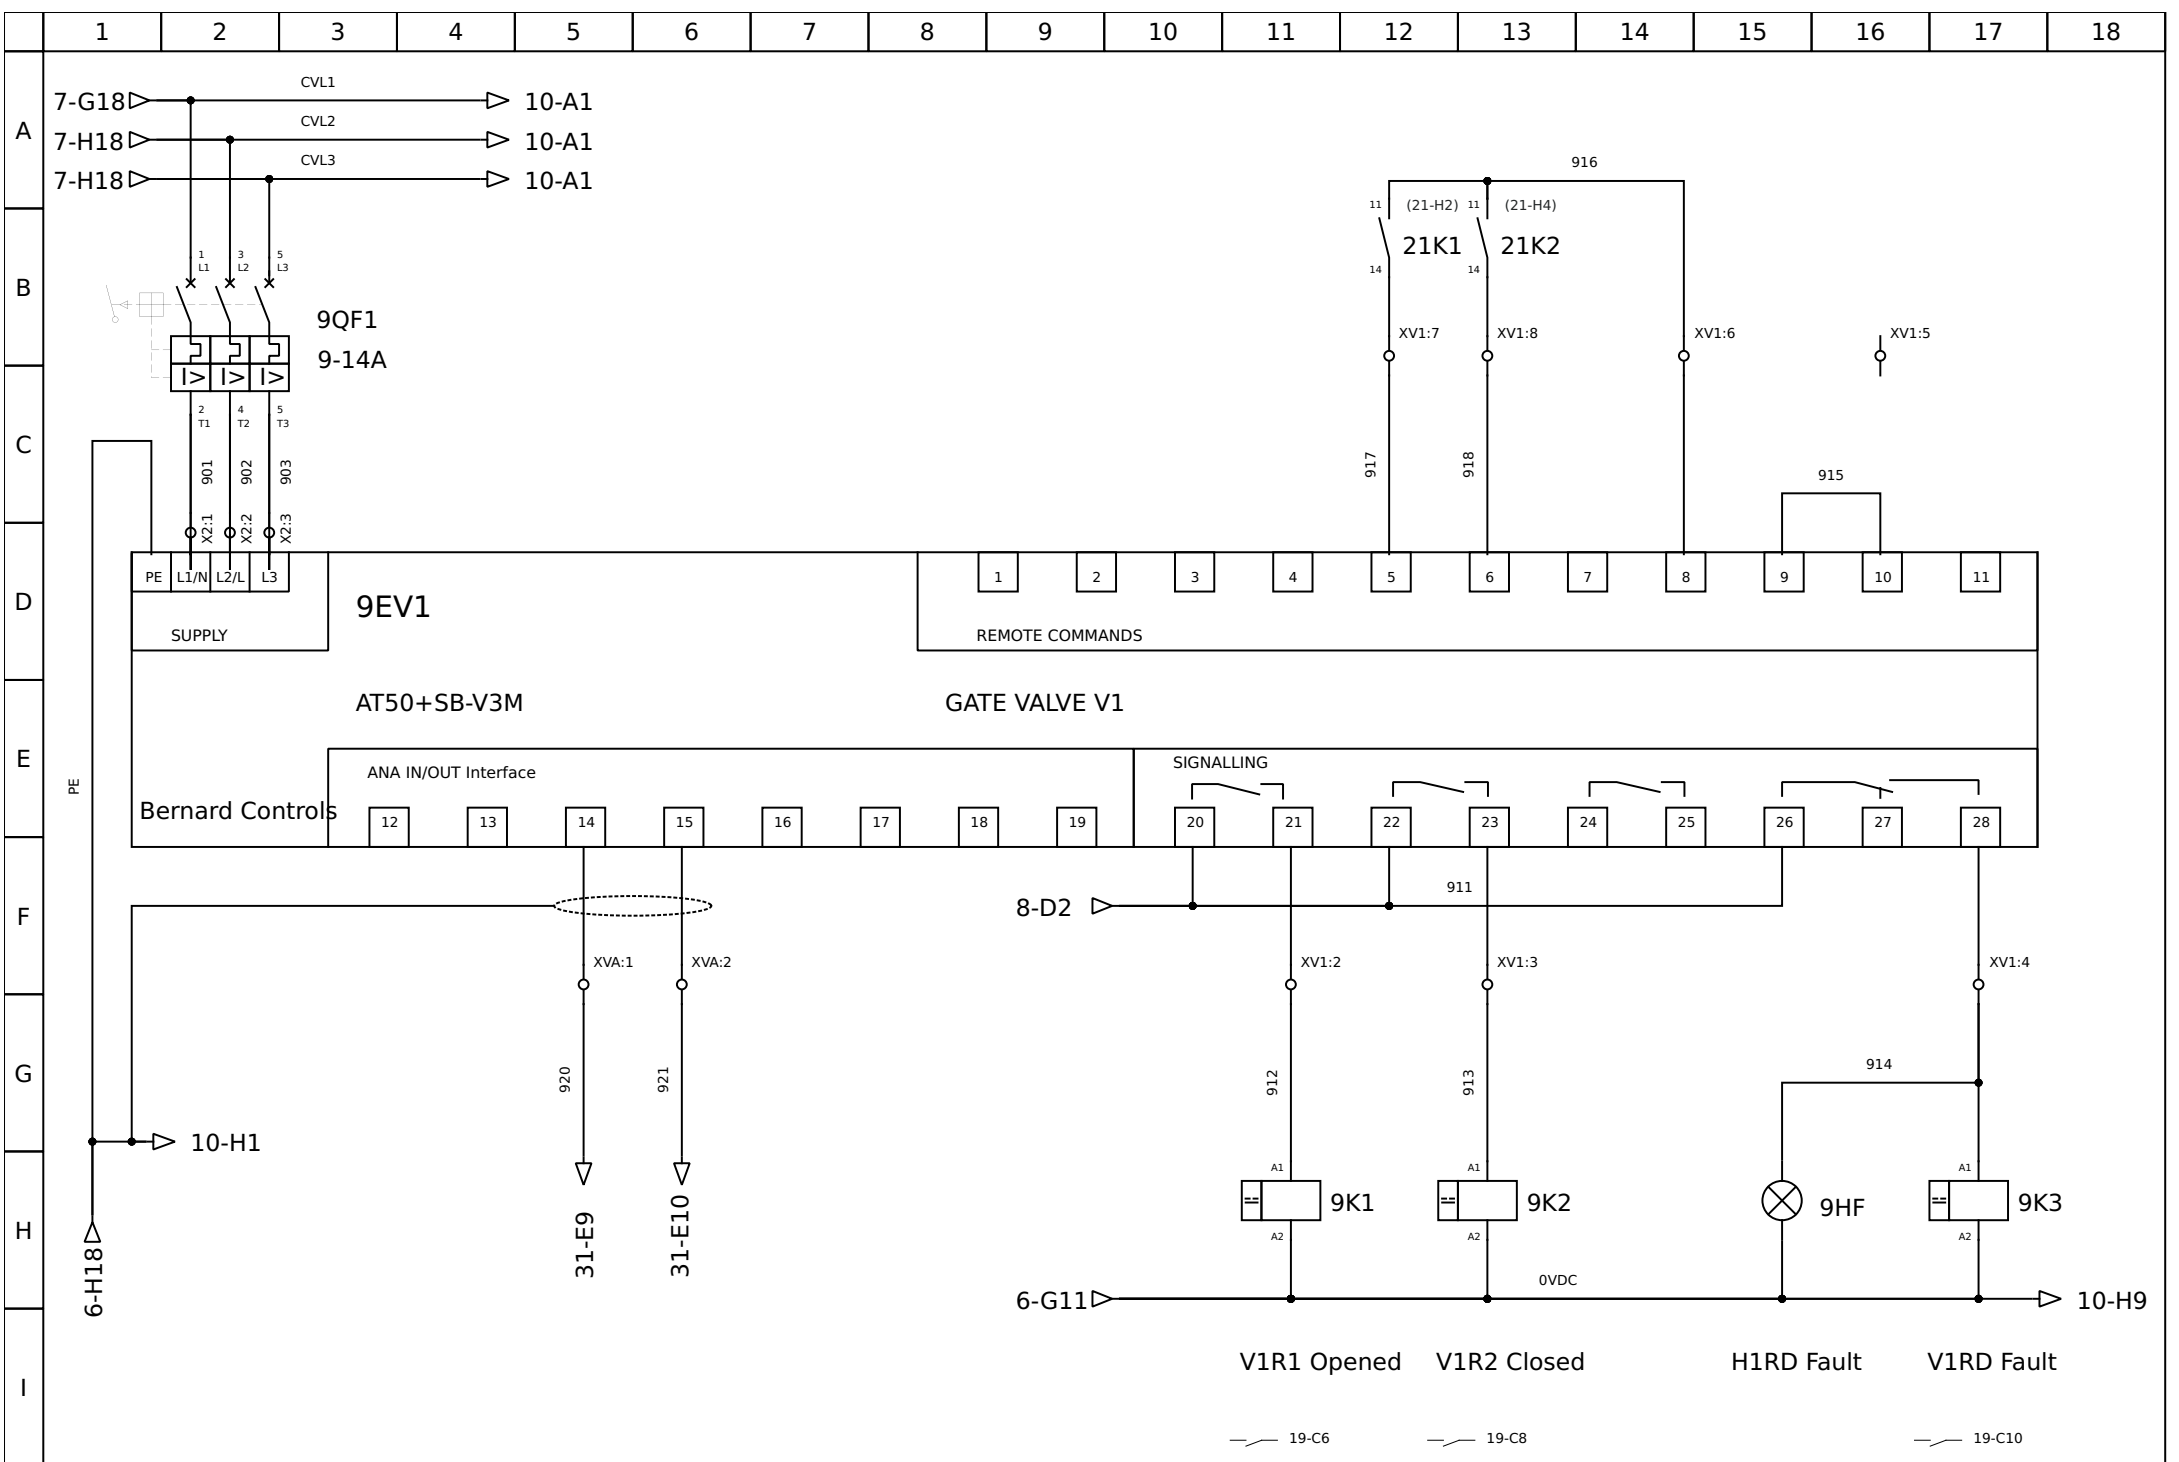 1 2 3 4 5 6 7 8 9 10 11 12 13 14 15 16 17 18
A
7-G18 CVL1 10-A1
7-H18 CVL2 10-A1
7-H18 CVL3 10-A1
916
11 (21-H2) 11 (21-H4)
21K1 21K2
14 14
B
1 3 5
L1 L2 L3
9QF1
9-14A
I> I> I>
XV1:7 XV1:8 XV1:6 XV1:5
C
2 4 5
T1 T2 T3
901 902 903
917 918
915
X2:1 X2:2 X2:3
D
PE L1/N L2/L L3
1 2 3 4 5 6 7 8 9 10 11
9EV1
SUPPLY
REMOTE COMMANDS
AT50+SB-V3M GATE VALVE V1
E
PE
ANA IN/OUT Interface
SIGNALLING
Bernard Controls
12 13 14 15 16 17 18 19 20 21 22 23 24 25 26 27 28
F
8-D2 911
XVA:1 XVA:2 XV1:2 XV1:3 XV1:4
G
920 921 912 913 914
10-H1
H
A1 A1 A1
9K1 9K2 9HF 9K3
A2 A2 A2
6-H18 31-E9 31-E10
0VDC
6-G11 10-H9
I
V1R1 Opened V1R2 Closed H1RD Fault V1RD Fault
19-C6 19-C8 19-C10